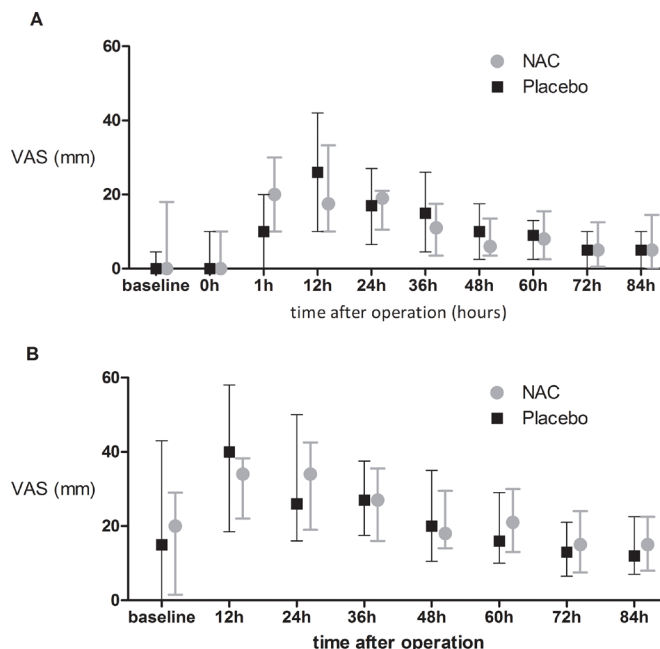 A
60
40
20
0
VAS (mm)
NAC
Placebo
baseline 0h 1h 12h 24h 36h 48h 60h 72h 84h
time after operation (hours)
B
60
40
20
0
VAS (mm)
NAC
Placebo
baseline 12h 24h 36h 48h 60h 72h 84h
time after operation